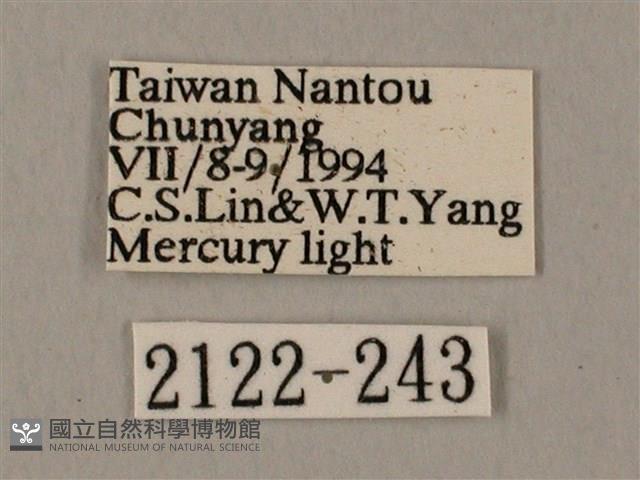 Taiwan Nantou
Chunyang
VII/8-9/1994
C.S.Lin&W.T.Yang
Mercury light
2122-243
國立自然科學博物館
NATIONAL MUSEUM OF NATURAL SCIENCE